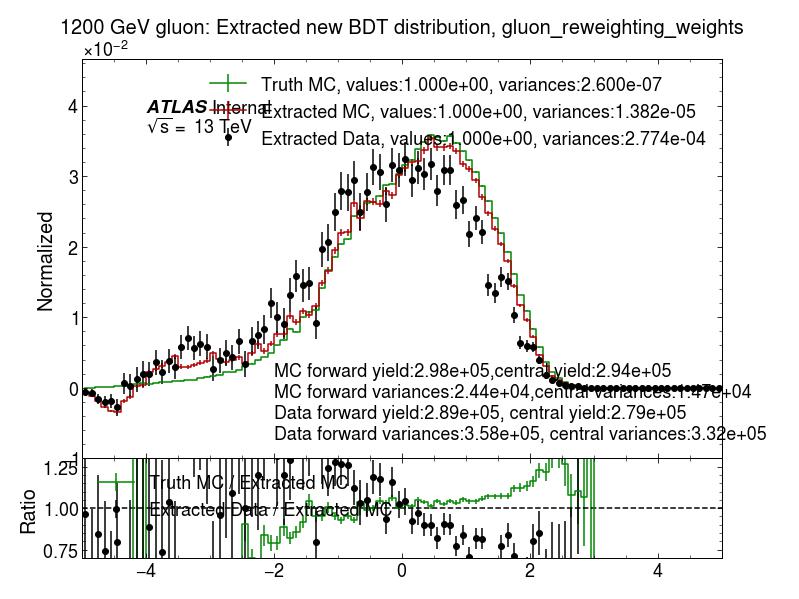 1200 GeV gluon: Extracted new BDT distribution, gluon_reweighting_weights
×10⁻²
Truth MC, values:1.000e+00, variances:2.600e-07
ATLAS Internal
Extracted MC, values:1.000e+00, variances:1.382e-05
√s = 13 TeV
Extracted Data, values:1.000e+00, variances:2.774e-04
4
3
2
1
0
Normalized
MC forward yield:2.98e+05,central yield:2.94e+05
MC forward variances:2.44e+04,central variances:1.47e+04
Data forward yield:2.89e+05, central yield:2.79e+05
Data forward variances:3.58e+05, central variances:3.32e+05
1.25
1.00
0.75
Ratio
Truth MC / Extracted MC
Extracted Data / Extracted MC
−4 −2 0 2 4